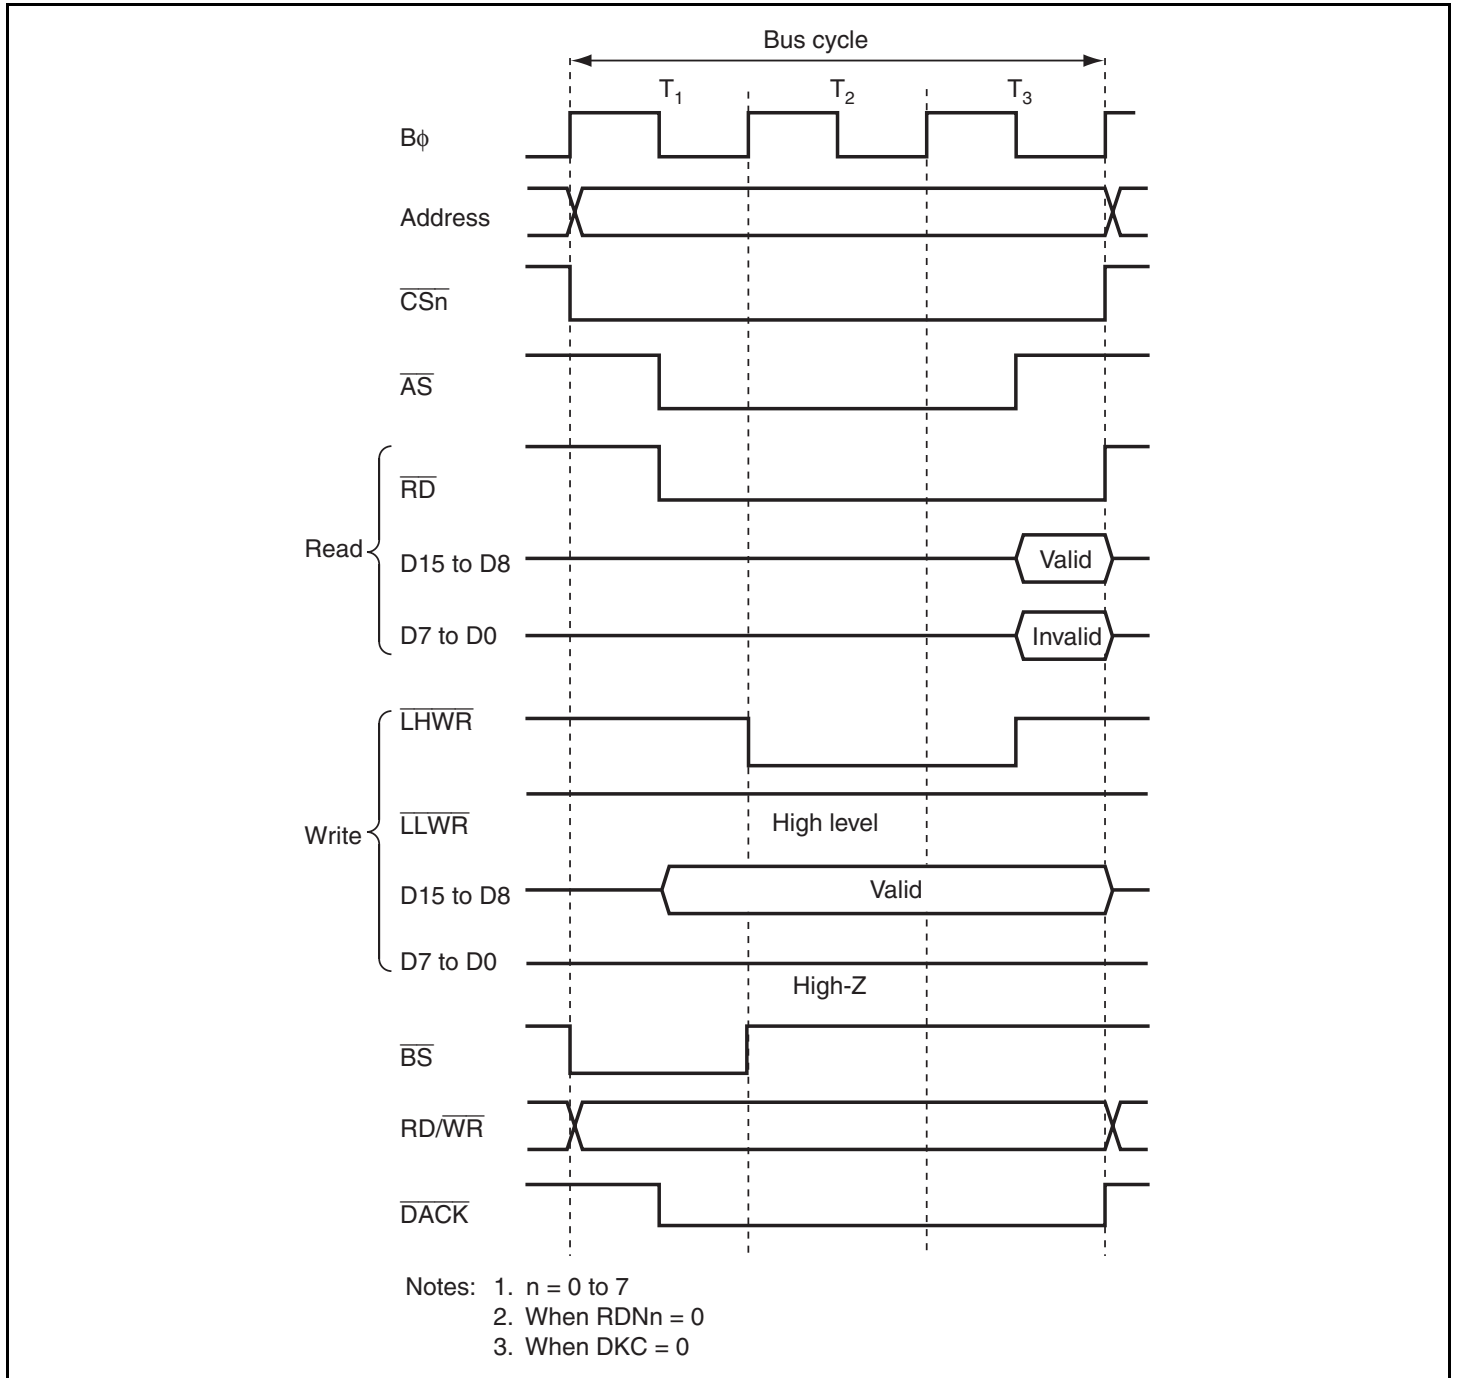 Bus cycle
T1 T2 T3
Bϕ
Address
CSn
AS
Read
RD
D15 to D8 Valid
D7 to D0 Invalid
Write
LHWR
LLWR High level
D15 to D8 Valid
D7 to D0
High-Z
BS
RD/WR
DACK
Notes: 1. n = 0 to 7
2. When RDNn = 0
3. When DKC = 0